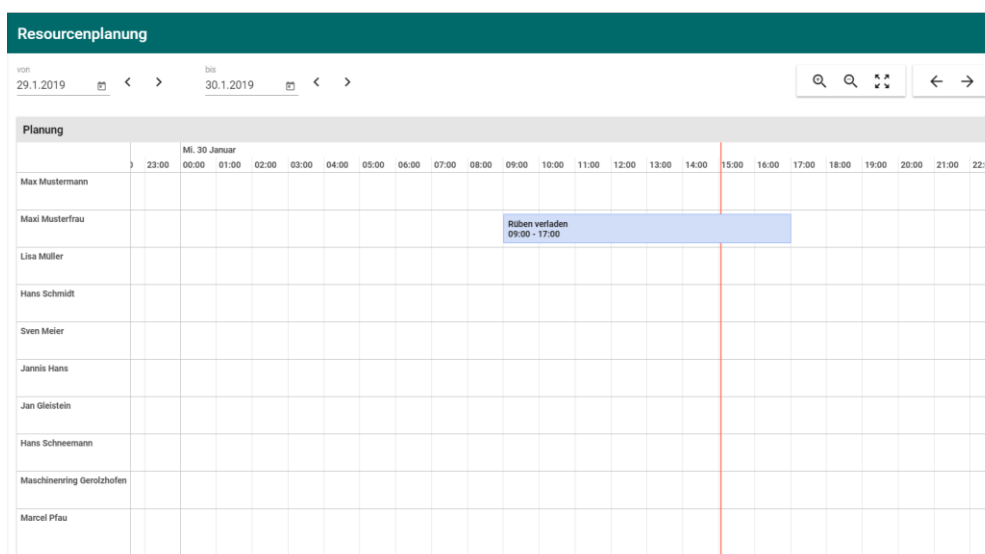 Resourcenplanung
von
bis
29.1.2019
30.1.2019
Planung
Mi. 30 Januar
23:00 00:00 01:00 02:00 03:00 04:00 05:00 06:00 07:00 08:00 09:00 10:00 11:00 12:00 13:00 14:00 15:00 16:00 17:00 18:00 19:00 20:00 21:00
Max Mustermann
Maxi Musterfrau
Rüben verladen
09:00 - 17:00
Lisa Müller
Hans Schmidt
Sven Meier
Jannis Hans
Jan Gleistein
Hans Schneemann
Maschinenring Gerolzhofen
Marcel Pfau